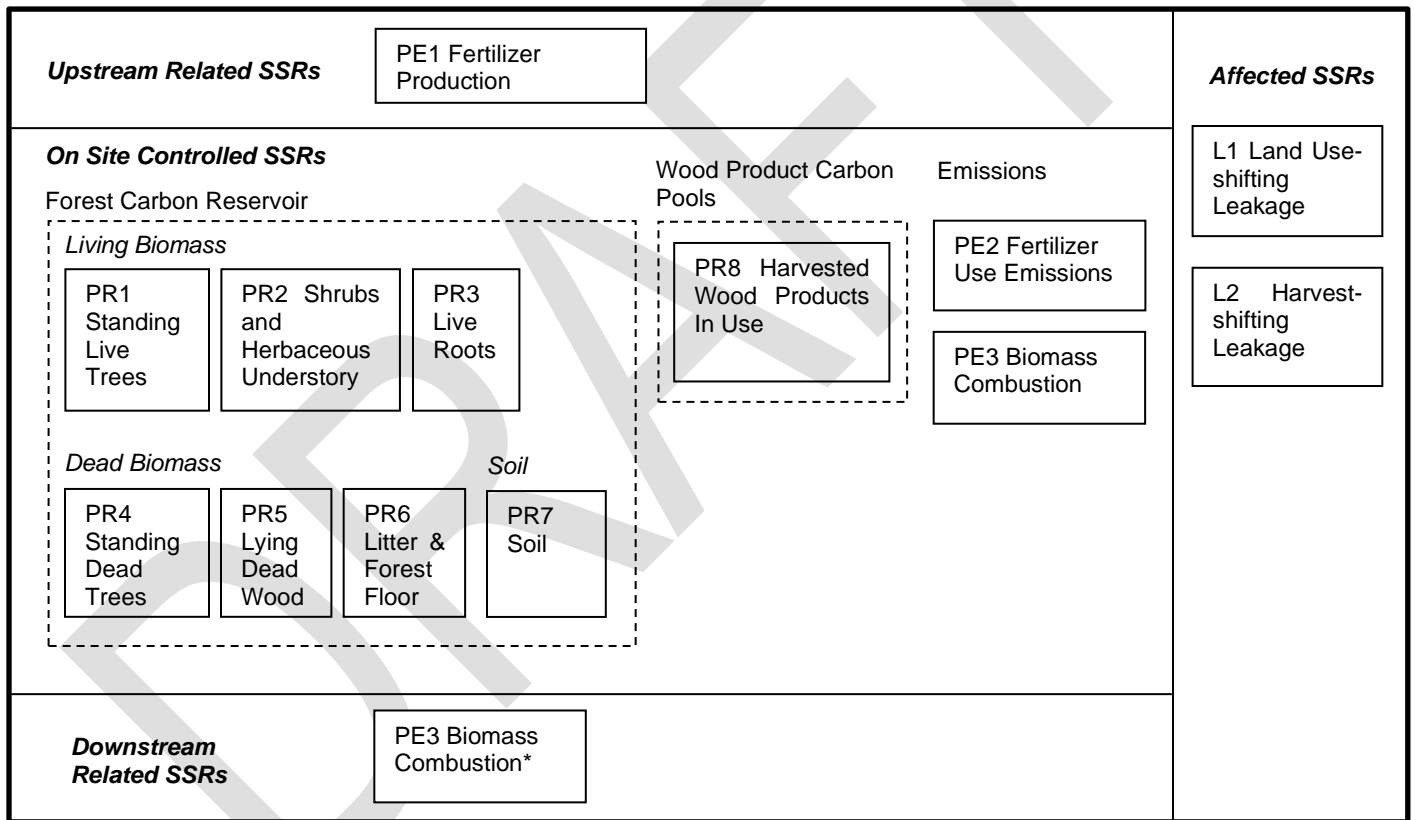 Upstream Related SSRs
PE1 Fertilizer
Production
Affected SSRs
On Site Controlled SSRs
Forest Carbon Reservoir
Living Biomass
PR1
Standing
Live
Trees
PR2 Shrubs
and
Herbaceous
Understory
PR3
Live
Roots
Dead Biomass
PR4
Standing
Dead
Trees
PR5
Lying
Dead
Wood
PR6
Litter &
Forest
Floor
Soil
PR7
Soil
Wood Product Carbon
Pools
PR8 Harvested
Wood Products
In Use
Emissions
PE2 Fertilizer
Use Emissions
PE3 Biomass
Combustion
L1 Land Use-
shifting
Leakage
L2 Harvest-
shifting
Leakage
Downstream
Related SSRs
PE3 Biomass
Combustion*
DRAFT